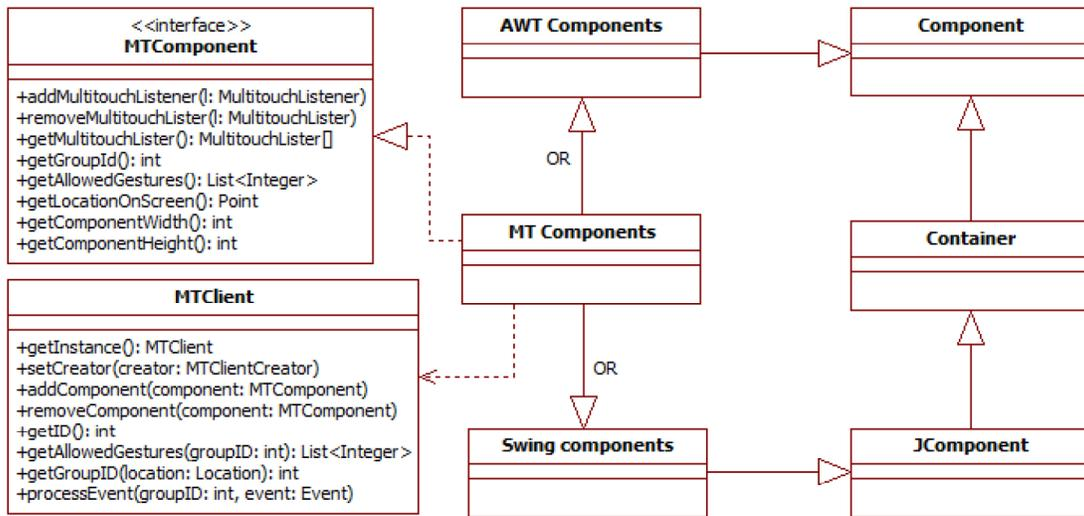 <<interface>>
MTComponent
+addMultitouchListener(l: MultitouchListener)
+removeMultitouchLister(l: MultitouchLister)
+getMultitouchLister(): MultitouchLister[]
+getGroupId(): int
+getAllowedGestures(): List<Integer>
+getLocationOnScreen(): Point
+getComponentWidth(): int
+getComponentHeight(): int
MTClient
+getInstance(): MTClient
+setCreator(creator: MTClientCreator)
+addComponent(component: MTComponent)
+removeComponent(component: MTComponent)
+getID(): int
+getAllowedGestures(groupID: int): List<Integer>
+getGroupID(location: Location): int
+processEvent(groupID: int, event: Event)
AWT Components
OR
MT Components
OR
Swing components
Component
Container
JComponent